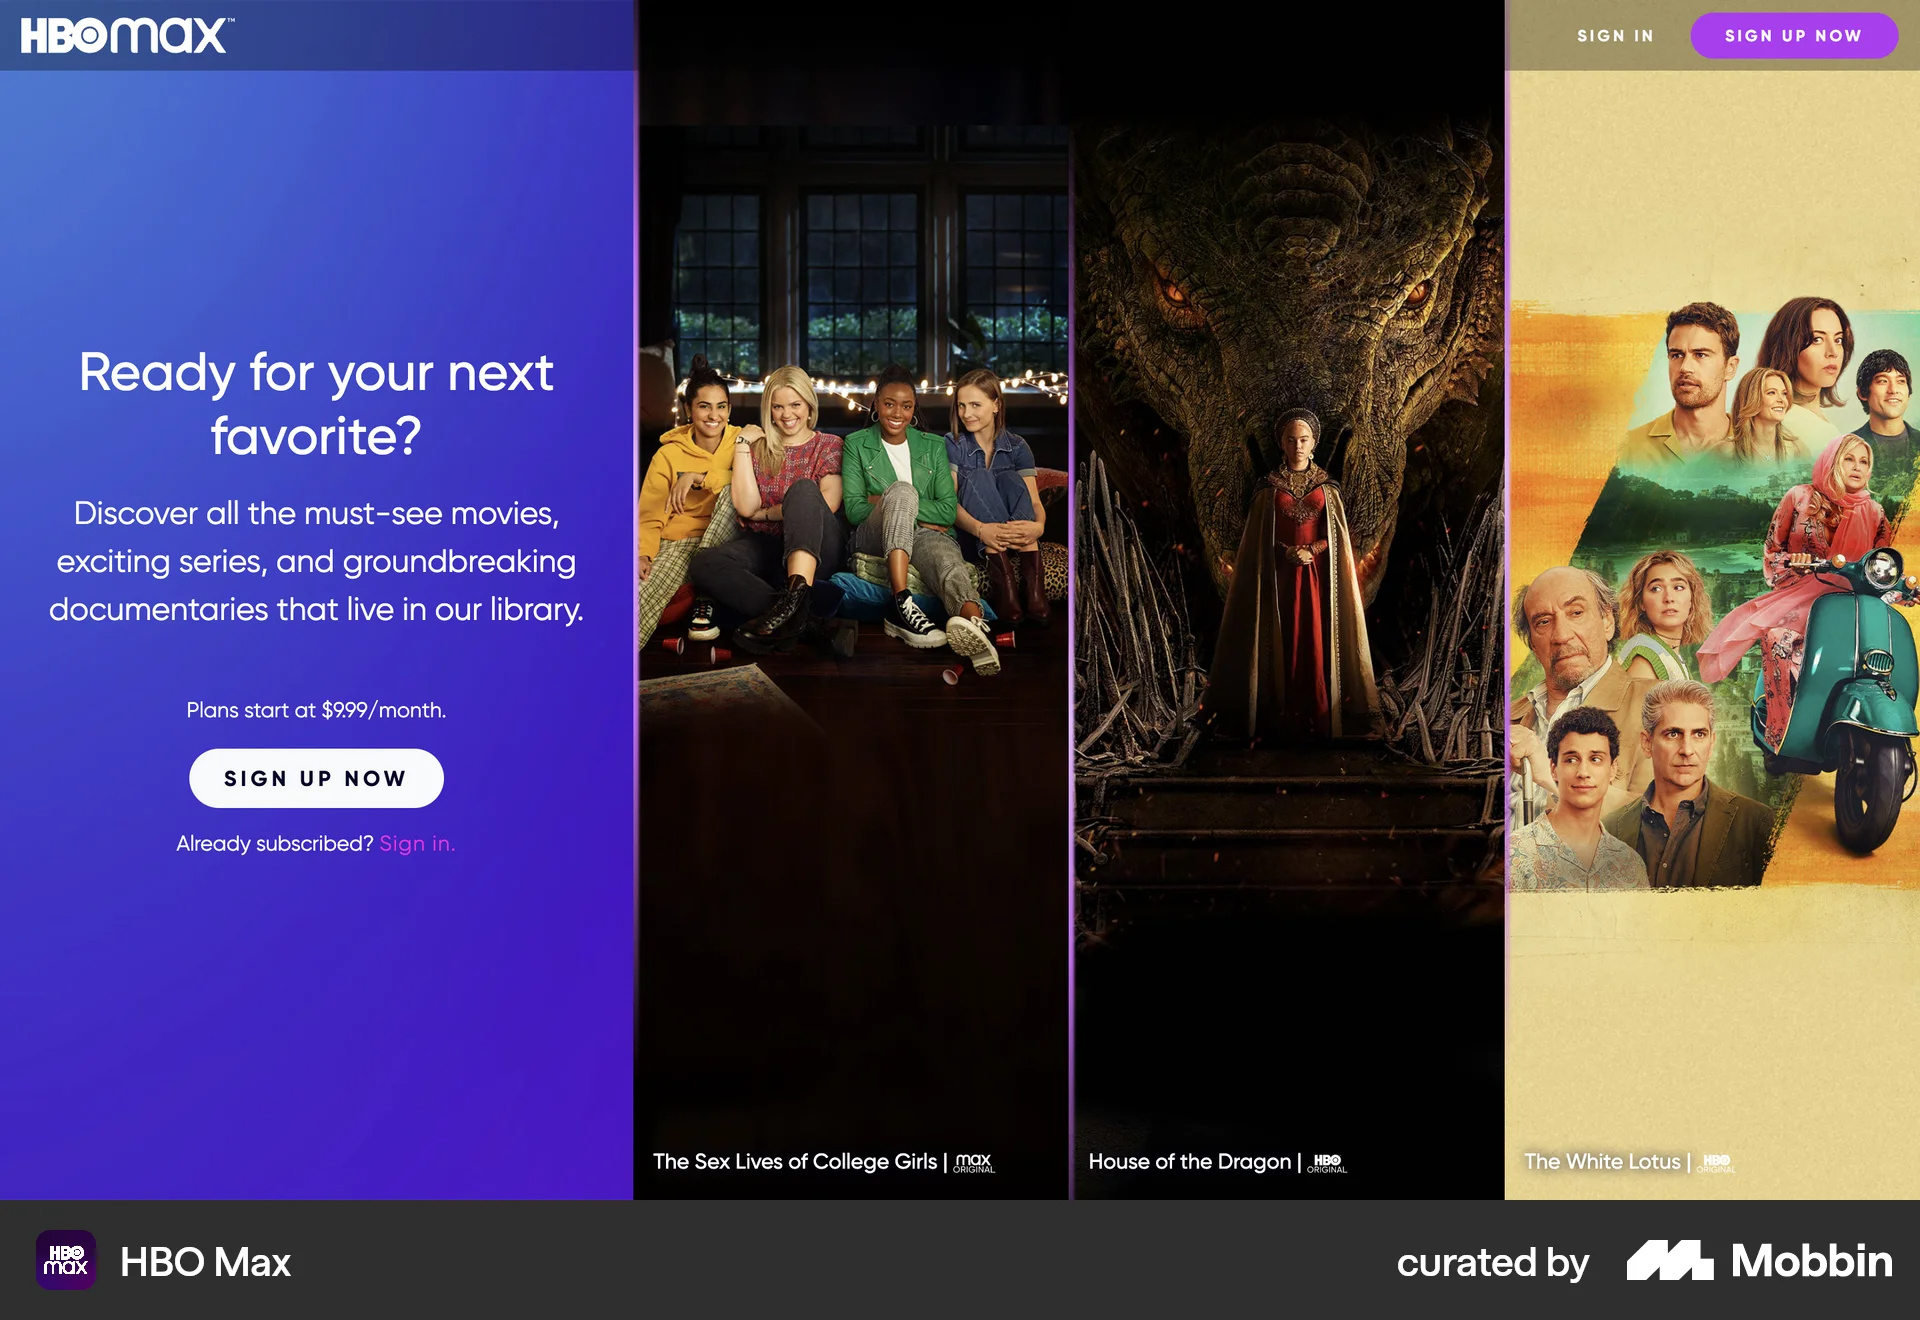 HBOmax™
SIGN IN
SIGN UP NOW
Ready for your next
favorite?
Discover all the must-see movies,
exciting series, and groundbreaking
documentaries that live in our library.
Plans start at $9.99/month.
SIGN UP NOW
Already subscribed? Sign in.
The Sex Lives of College Girls | max ORIGINAL
House of the Dragon | HBO ORIGINAL
The White Lotus | HBO ORIGINAL
HBO max
HBO Max
curated by
Mobbin